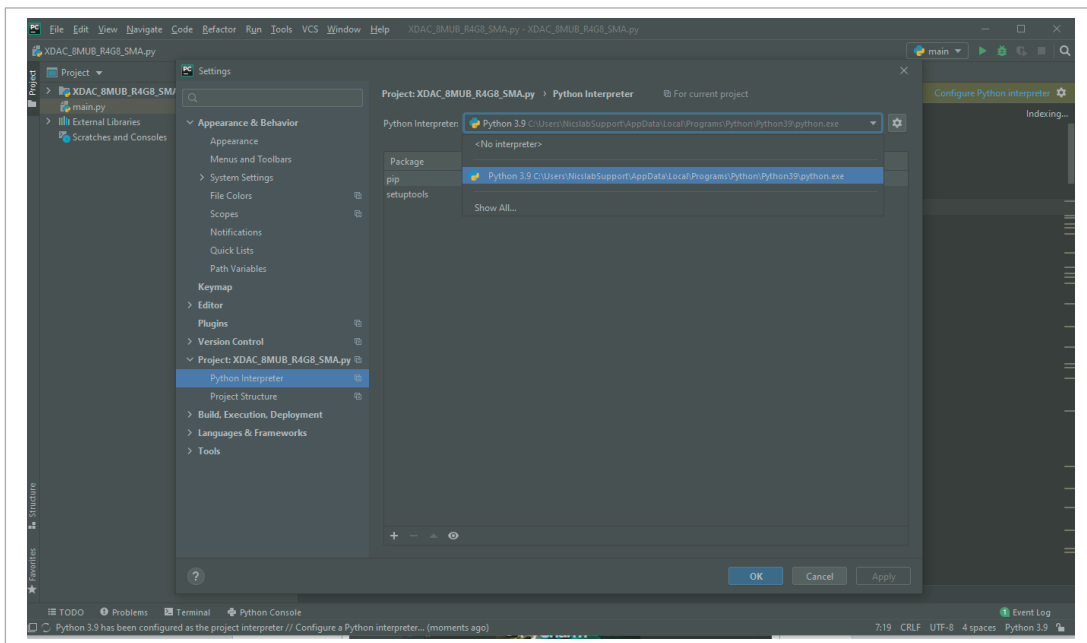 PC File Edit View Navigate Code Refactor Run Tools VCS Window Help XDAC_8MUB_R4G8_SMA.py - XDAC_8MUB_R4G8_SMA.py
XDAC_8MUB_R4G8_SMA.py
main
Project
Project
XDAC_8MUB_R4G8_SMA
main.py
External Libraries
Scratches and Consoles
Configure Python interpreter
Indexing...
PC Settings
Appearance & Behavior
Appearance
Menus and Toolbars
System Settings
File Colors
Scopes
Notifications
Quick Lists
Path Variables
Keymap
Editor
Plugins
Version Control
Project: XDAC_8MUB_R4G8_SMA.py
Python Interpreter
Project Structure
Build, Execution, Deployment
Languages & Frameworks
Tools
Project: XDAC_8MUB_R4G8_SMA.py › Python Interpreter For current project
Python Interpreter: Python 3.9 C:\Users\NicslabSupport\AppData\Local\Programs\Python\Python39\python.exe
<No interpreter>
Python 3.9 C:\Users\NicslabSupport\AppData\Local\Programs\Python\Python39\python.exe
Show All...
Package
pip
setuptools
?
OK Cancel Apply
Structure
Favorites
TODO Problems Terminal Python Console
1 Event Log
Python 3.9 has been configured as the project interpreter // Configure a Python interpreter... (moments ago)
7:19 CRLF UTF-8 4 spaces Python 3.9